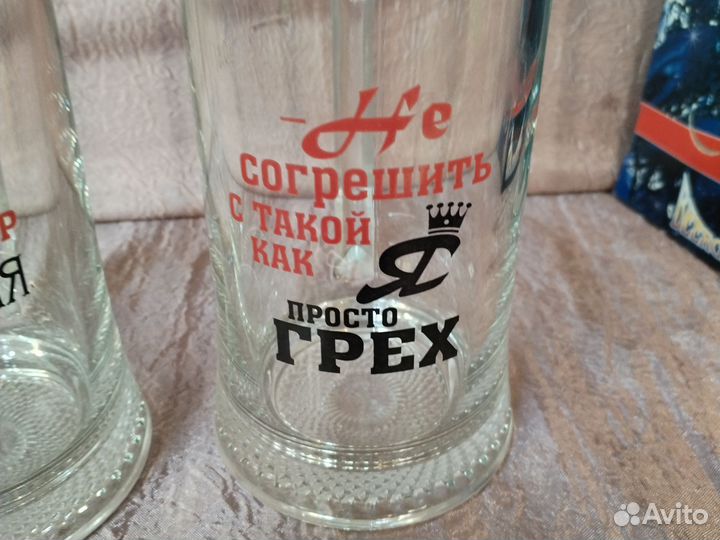 Не
согрешить
с такой
как Я
просто
ГРЕХ
Р
Я
Avito